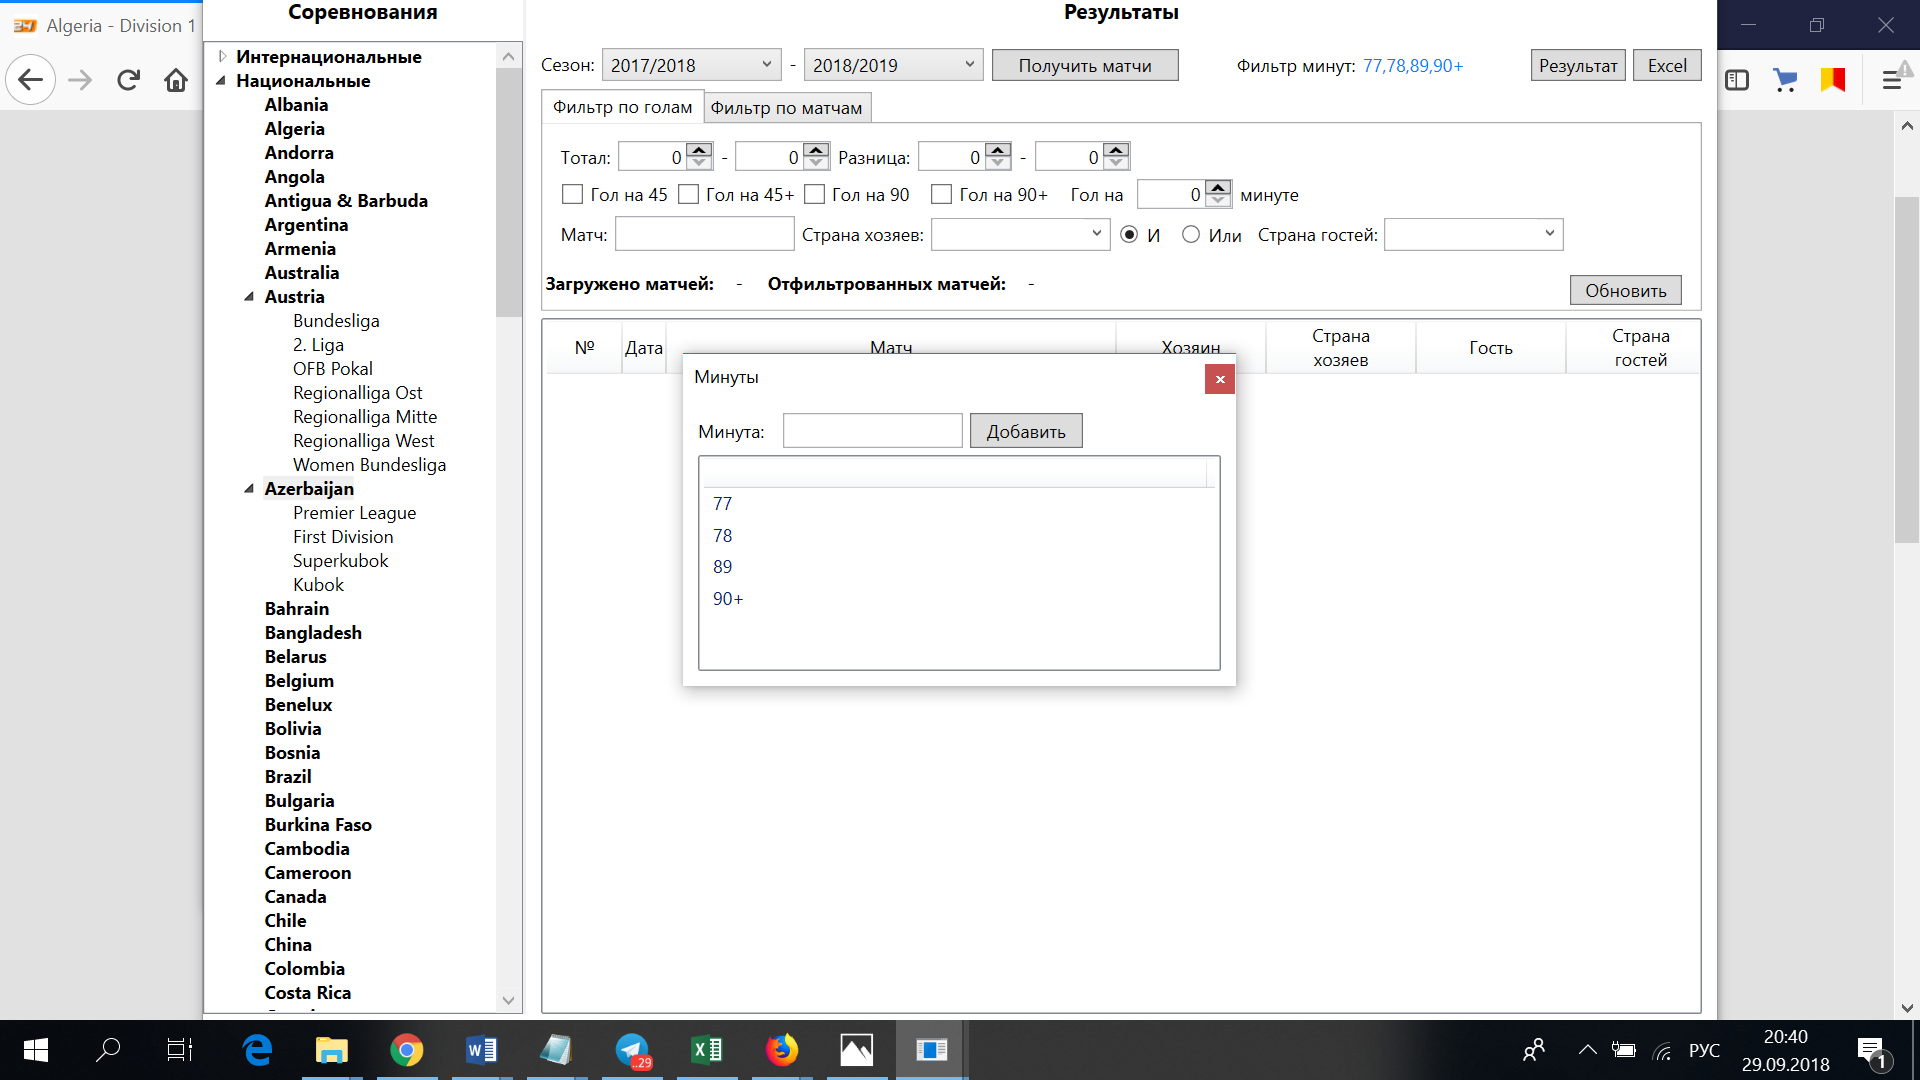 Algeria - Division 1
Соревнования
Интернациональные
Национальные
Albania
Algeria
Andorra
Angola
Antigua & Barbuda
Argentina
Armenia
Australia
Austria
Bundesliga
2. Liga
OFB Pokal
Regionalliga Ost
Regionalliga Mitte
Regionalliga West
Women Bundesliga
Azerbaijan
Premier League
First Division
Superkubok
Kubok
Bahrain
Bangladesh
Belarus
Belgium
Benelux
Bolivia
Bosnia
Brazil
Bulgaria
Burkina Faso
Cambodia
Cameroon
Canada
Chile
China
Colombia
Costa Rica
Результаты
Сезон: 2017/2018 - 2018/2019 Получить матчи Фильтр минут: 77,78,89,90+ Результат Excel
Фильтр по голам Фильтр по матчам
Тотал: 0 - 0 Разница: 0 - 0
Гол на 45 Гол на 45+ Гол на 90 Гол на 90+ Гол на 0 минуте
Матч: Страна хозяев: И Или Страна гостей:
Загружено матчей: - Отфильтрованных матчей: -
Обновить
№ Дата Матч Хозяин Страна хозяев Гость Страна гостей
Минуты
x
Минута: Добавить
77
78
89
90+
..29
РУС
20:40
29.09.2018
1